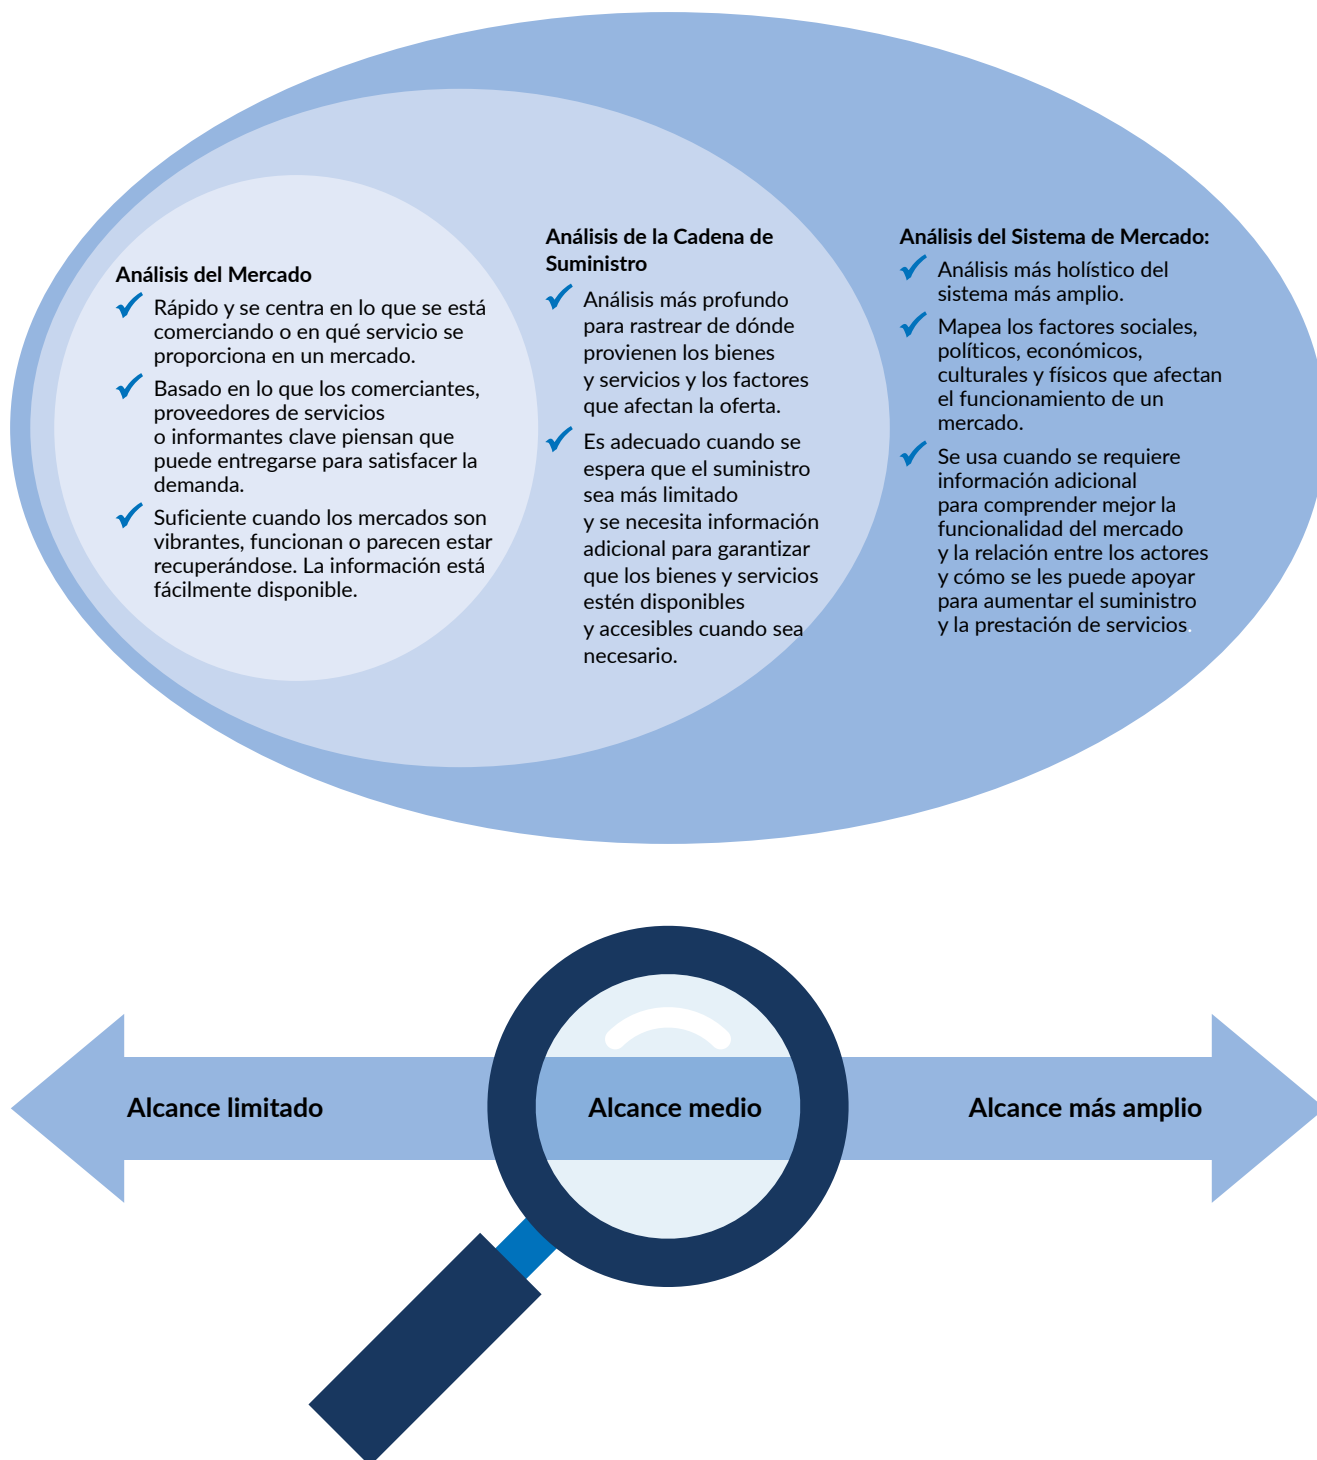 Análisis del Mercado
Rápido y se centra en lo que se está
comerciando o en qué servicio se
proporciona en un mercado.
Basado en lo que los comerciantes,
proveedores de servicios
o informantes clave piensan que
puede entregarse para satisfacer la
demanda.
Suficiente cuando los mercados son
vibrantes, funcionan o parecen estar
recuperándose. La información está
fácilmente disponible.
Análisis de la Cadena de
Suministro
Análisis más profundo
para rastrear de dónde
provienen los bienes
y servicios y los factores
que afectan la oferta.
Es adecuado cuando se
espera que el suministro
sea más limitado
y se necesita información
adicional para garantizar
que los bienes y servicios
estén disponibles
y accesibles cuando sea
necesario.
Análisis del Sistema de Mercado:
Análisis más holístico del
sistema más amplio.
Mapea los factores sociales,
políticos, económicos,
culturales y físicos que afectan
el funcionamiento de un
mercado.
Se usa cuando se requiere
información adicional
para comprender mejor la
funcionalidad del mercado
y la relación entre los actores
y cómo se les puede apoyar
para aumentar el suministro
y la prestación de servicios.
Alcance limitado
Alcance medio
Alcance más amplio